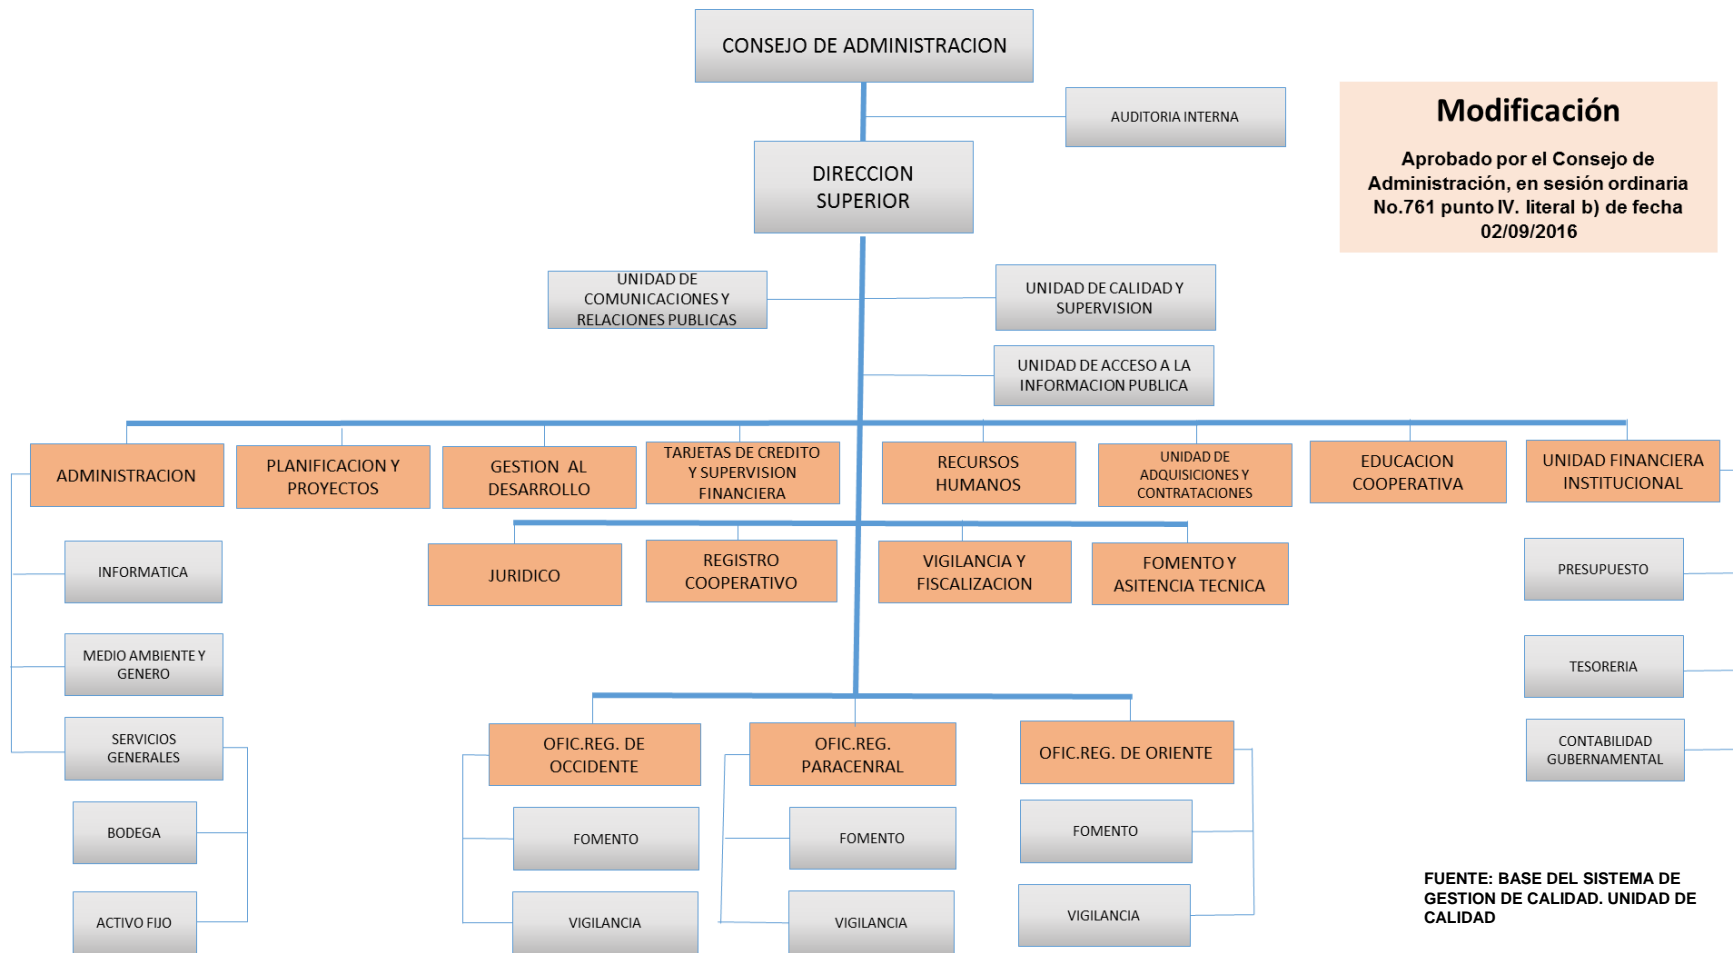 CONSEJO DE ADMINISTRACION
AUDITORIA INTERNA
Modificación
Aprobado por el Consejo de
Administración, en sesión ordinaria
No.761 punto IV. literal b) de fecha
02/09/2016
DIRECCION
SUPERIOR
UNIDAD DE
COMUNICACIONES Y
RELACIONES PUBLICAS
UNIDAD DE CALIDAD Y
SUPERVISION
UNIDAD DE ACCESO A LA
INFORMACION PUBLICA
ADMINISTRACION
PLANIFICACION Y
PROYECTOS
GESTION AL
DESARROLLO
TARJETAS DE CREDITO
Y SUPERVISION
FINANCIERA
RECURSOS
HUMANOS
UNIDAD DE
ADQUISICIONES Y
CONTRATACIONES
EDUCACION
COOPERATIVA
UNIDAD FINANCIERA
INSTITUCIONAL
JURIDICO
REGISTRO
COOPERATIVO
VIGILANCIA Y
FISCALIZACION
FOMENTO Y
ASITENCIA TECNICA
INFORMATICA
MEDIO AMBIENTE Y
GENERO
SERVICIOS
GENERALES
BODEGA
ACTIVO FIJO
OFIC.REG. DE
OCCIDENTE
FOMENTO
VIGILANCIA
OFIC.REG.
PARACENRAL
FOMENTO
VIGILANCIA
OFIC.REG. DE ORIENTE
FOMENTO
VIGILANCIA
PRESUPUESTO
TESORERIA
CONTABILIDAD
GUBERNAMENTAL
FUENTE: BASE DEL SISTEMA DE
GESTION DE CALIDAD. UNIDAD DE
CALIDAD